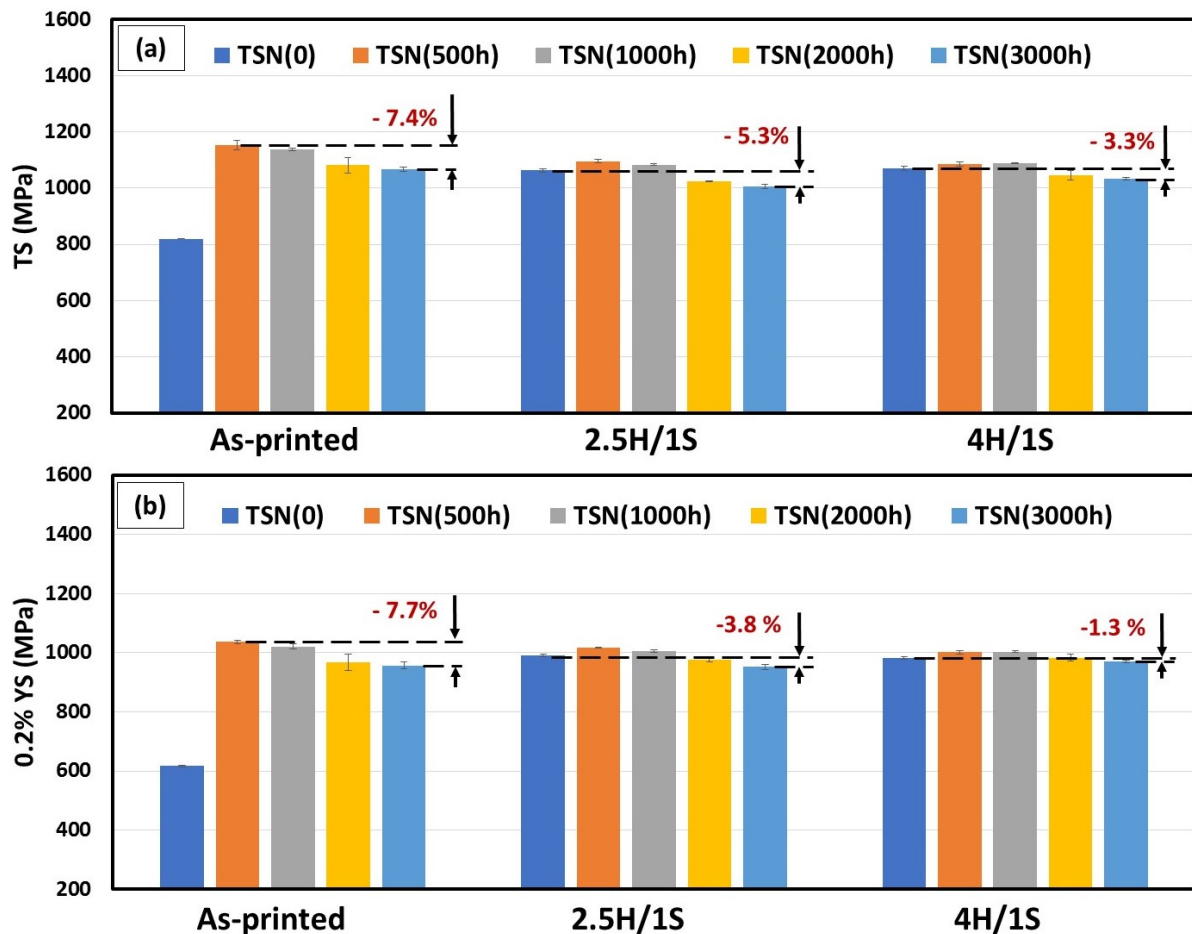 1600
(a)
TSN(0) TSN(500h) TSN(1000h) TSN(2000h) TSN(3000h)
1400
1200
- 7.4%
- 5.3%
- 3.3%
1000
TS (MPa)
800
600
400
200
As-printed 2.5H/1S 4H/1S
1600
(b)
TSN(0) TSN(500h) TSN(1000h) TSN(2000h) TSN(3000h)
1400
1200
- 7.7%
-3.8 %
-1.3 %
1000
0.2% YS (MPa)
800
600
400
200
As-printed 2.5H/1S 4H/1S